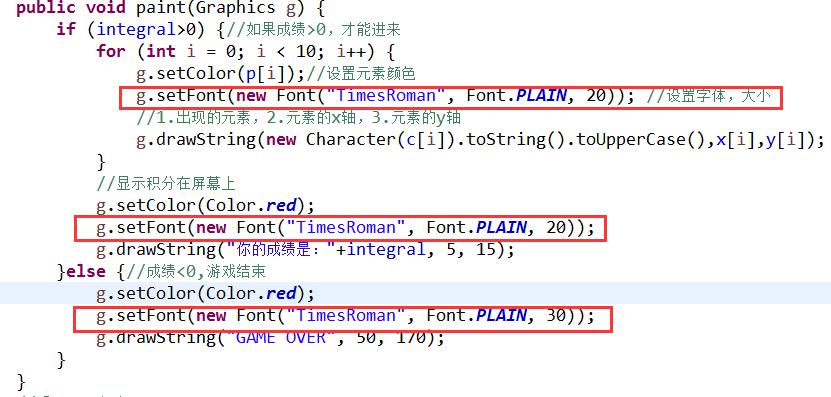 public void paint(Graphics g) {
if (integral>0) {//如果成绩>0，才能进来
for (int i = 0; i < 10; i++) {
g.setColor(p[i]);//设置元素颜色
g.setFont(new Font("TimesRoman", Font.PLAIN, 20)); //设置字体，大小
//1.出现的元素，2.元素的x轴，3.元素的y轴
g.drawString(new Character(c[i]).toString().toUpperCase(),x[i],y[i]);
}
//显示积分在屏幕上
g.setColor(Color.red);
g.setFont(new Font("TimesRoman", Font.PLAIN, 20));
g.drawString("你的成绩是："+integral, 5, 15);
}else {//成绩<0,游戏结束
g.setColor(Color.red);
g.setFont(new Font("TimesRoman", Font.PLAIN, 30));
g.drawString("GAME OVER", 50, 170);
}
}